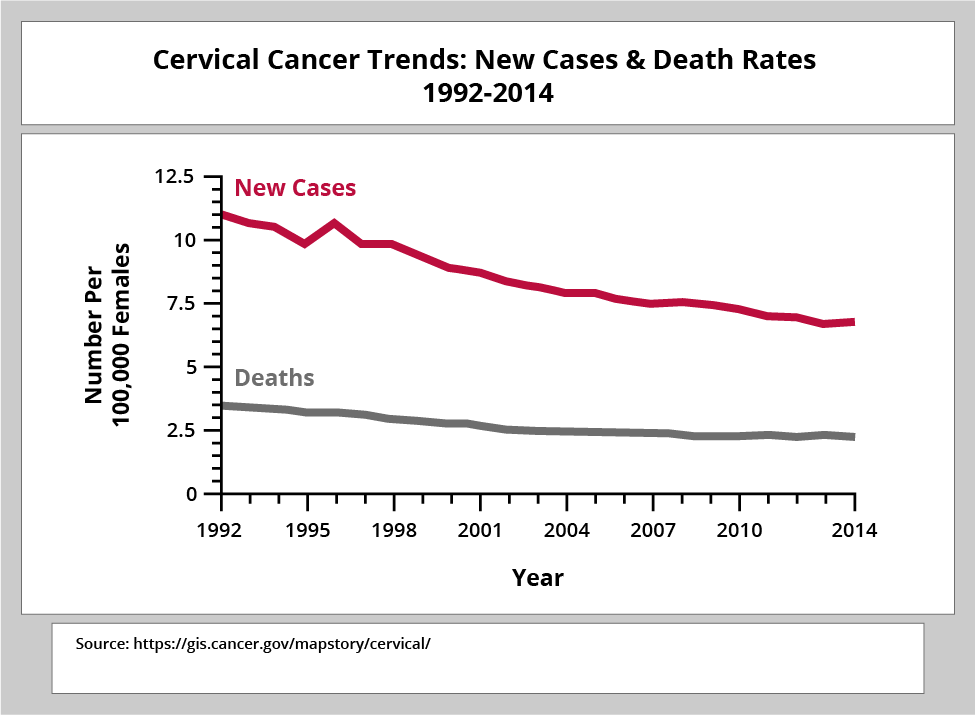 Cervical Cancer Trends: New Cases & Death Rates
1992-2014
12.5
New Cases
10
7.5
Number Per
100,000 Females
5
Deaths
2.5
0
1992 1995 1998 2001 2004 2007 2010 2014
Year
Source: https://gis.cancer.gov/mapstory/cervical/